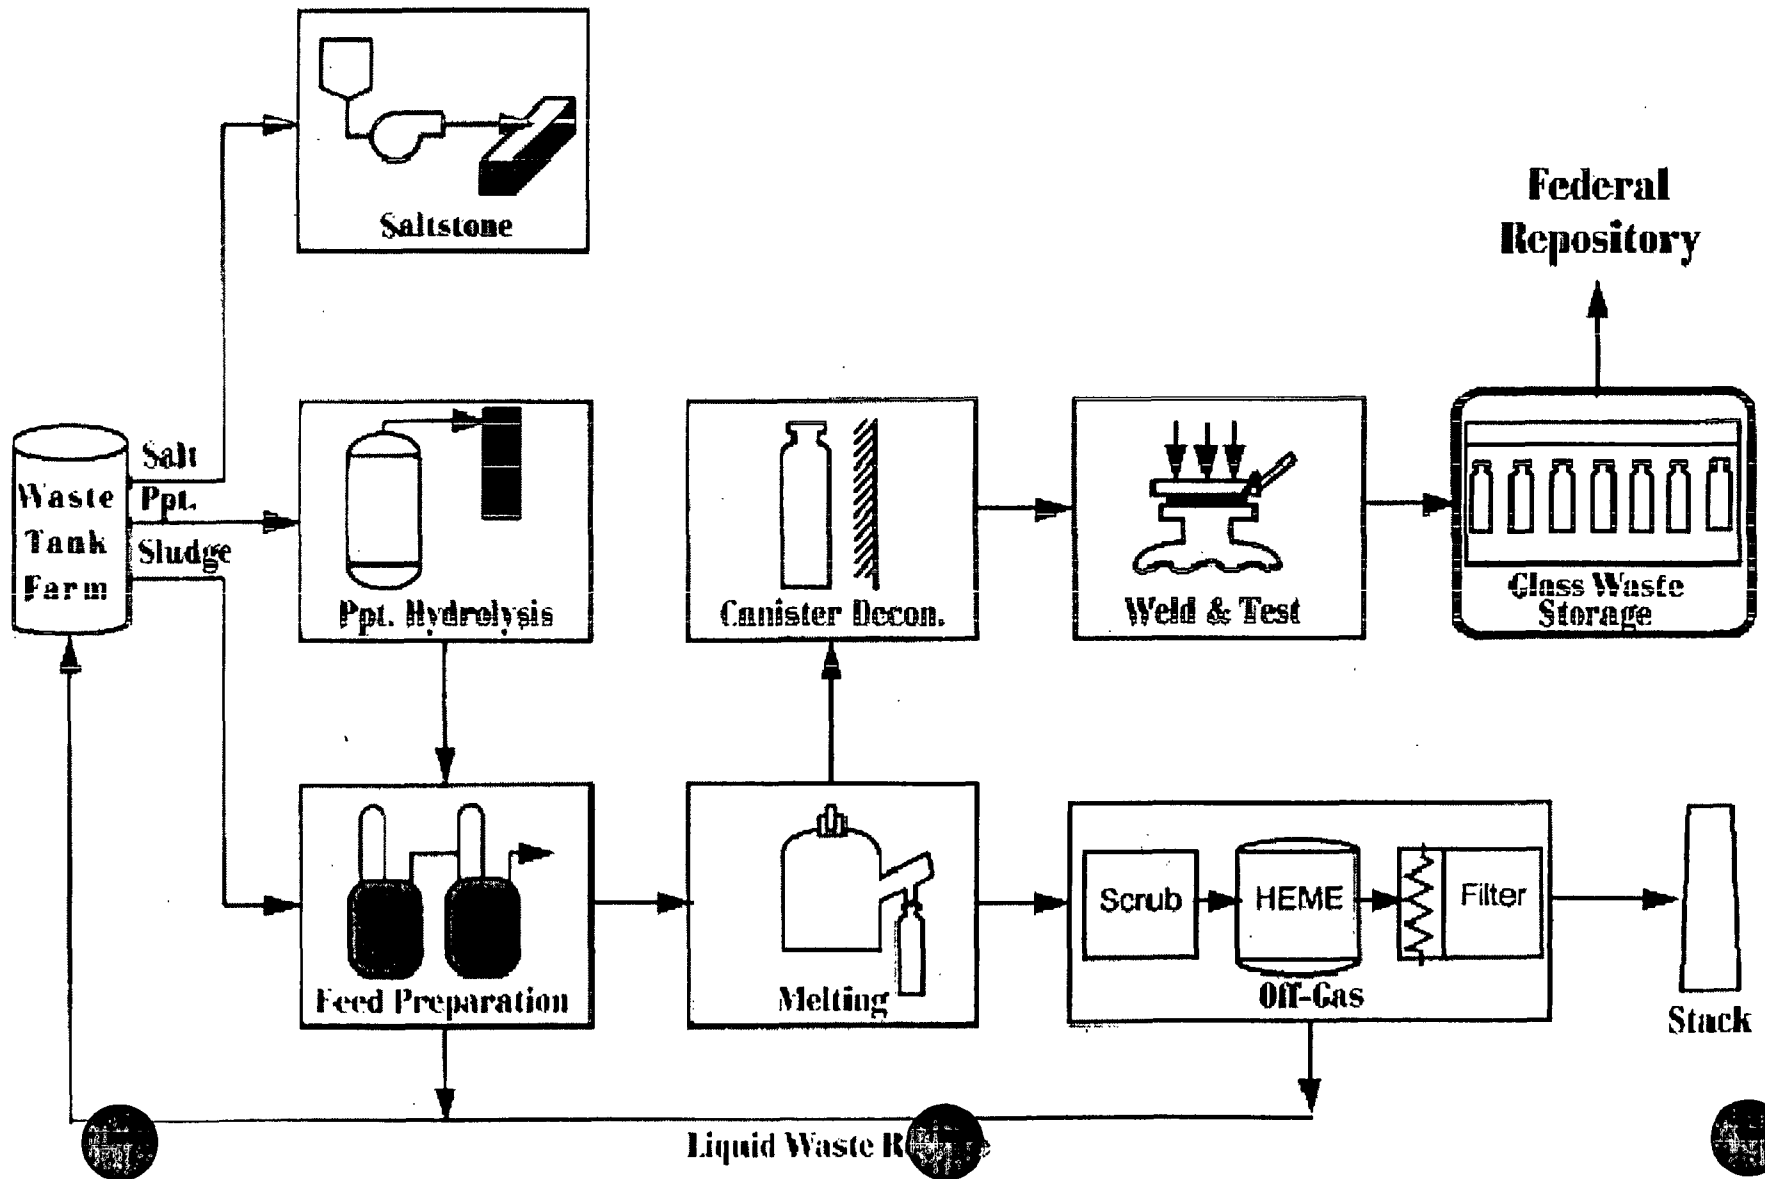 Saltstone
Federal
Repository
Salt
Ppt.
Sludge
Waste
Tank
Farm
Ppt. Hydrolysis
Canister Decon.
Weld & Test
Glass Waste
Storage
Feed Preparation
Melting
Scrub
HEME
Filter
Off-Gas
Stack
Liquid Waste